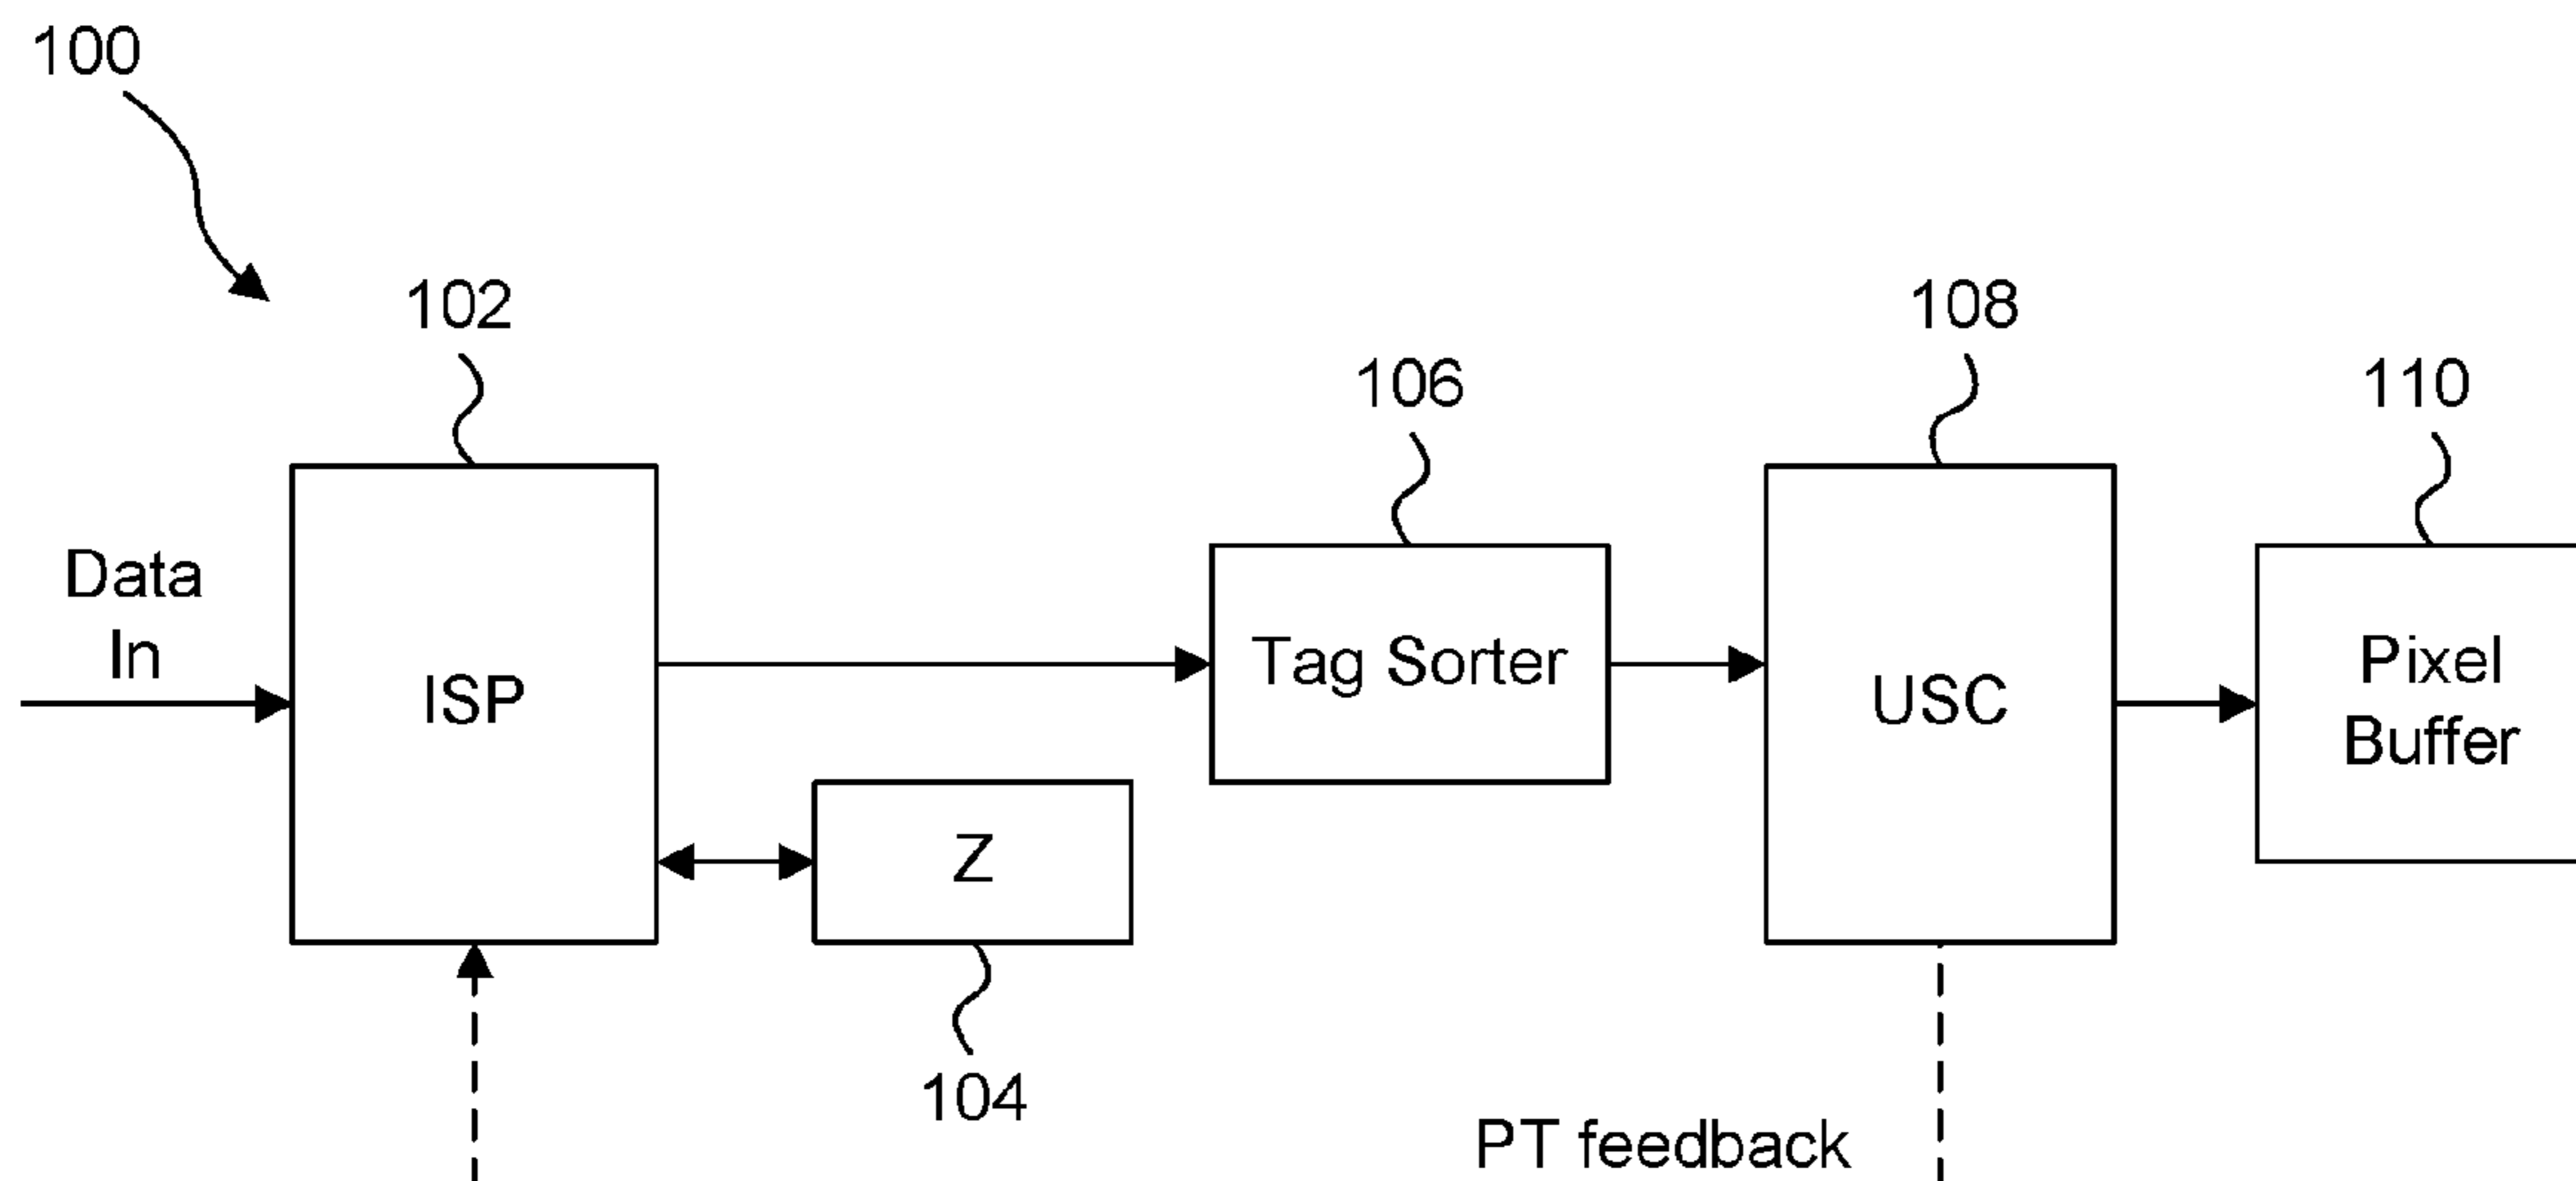 100
102
108
106
110
Data
In
ISP
Tag Sorter
USC
Pixel
Buffer
Z
104
PT feedback